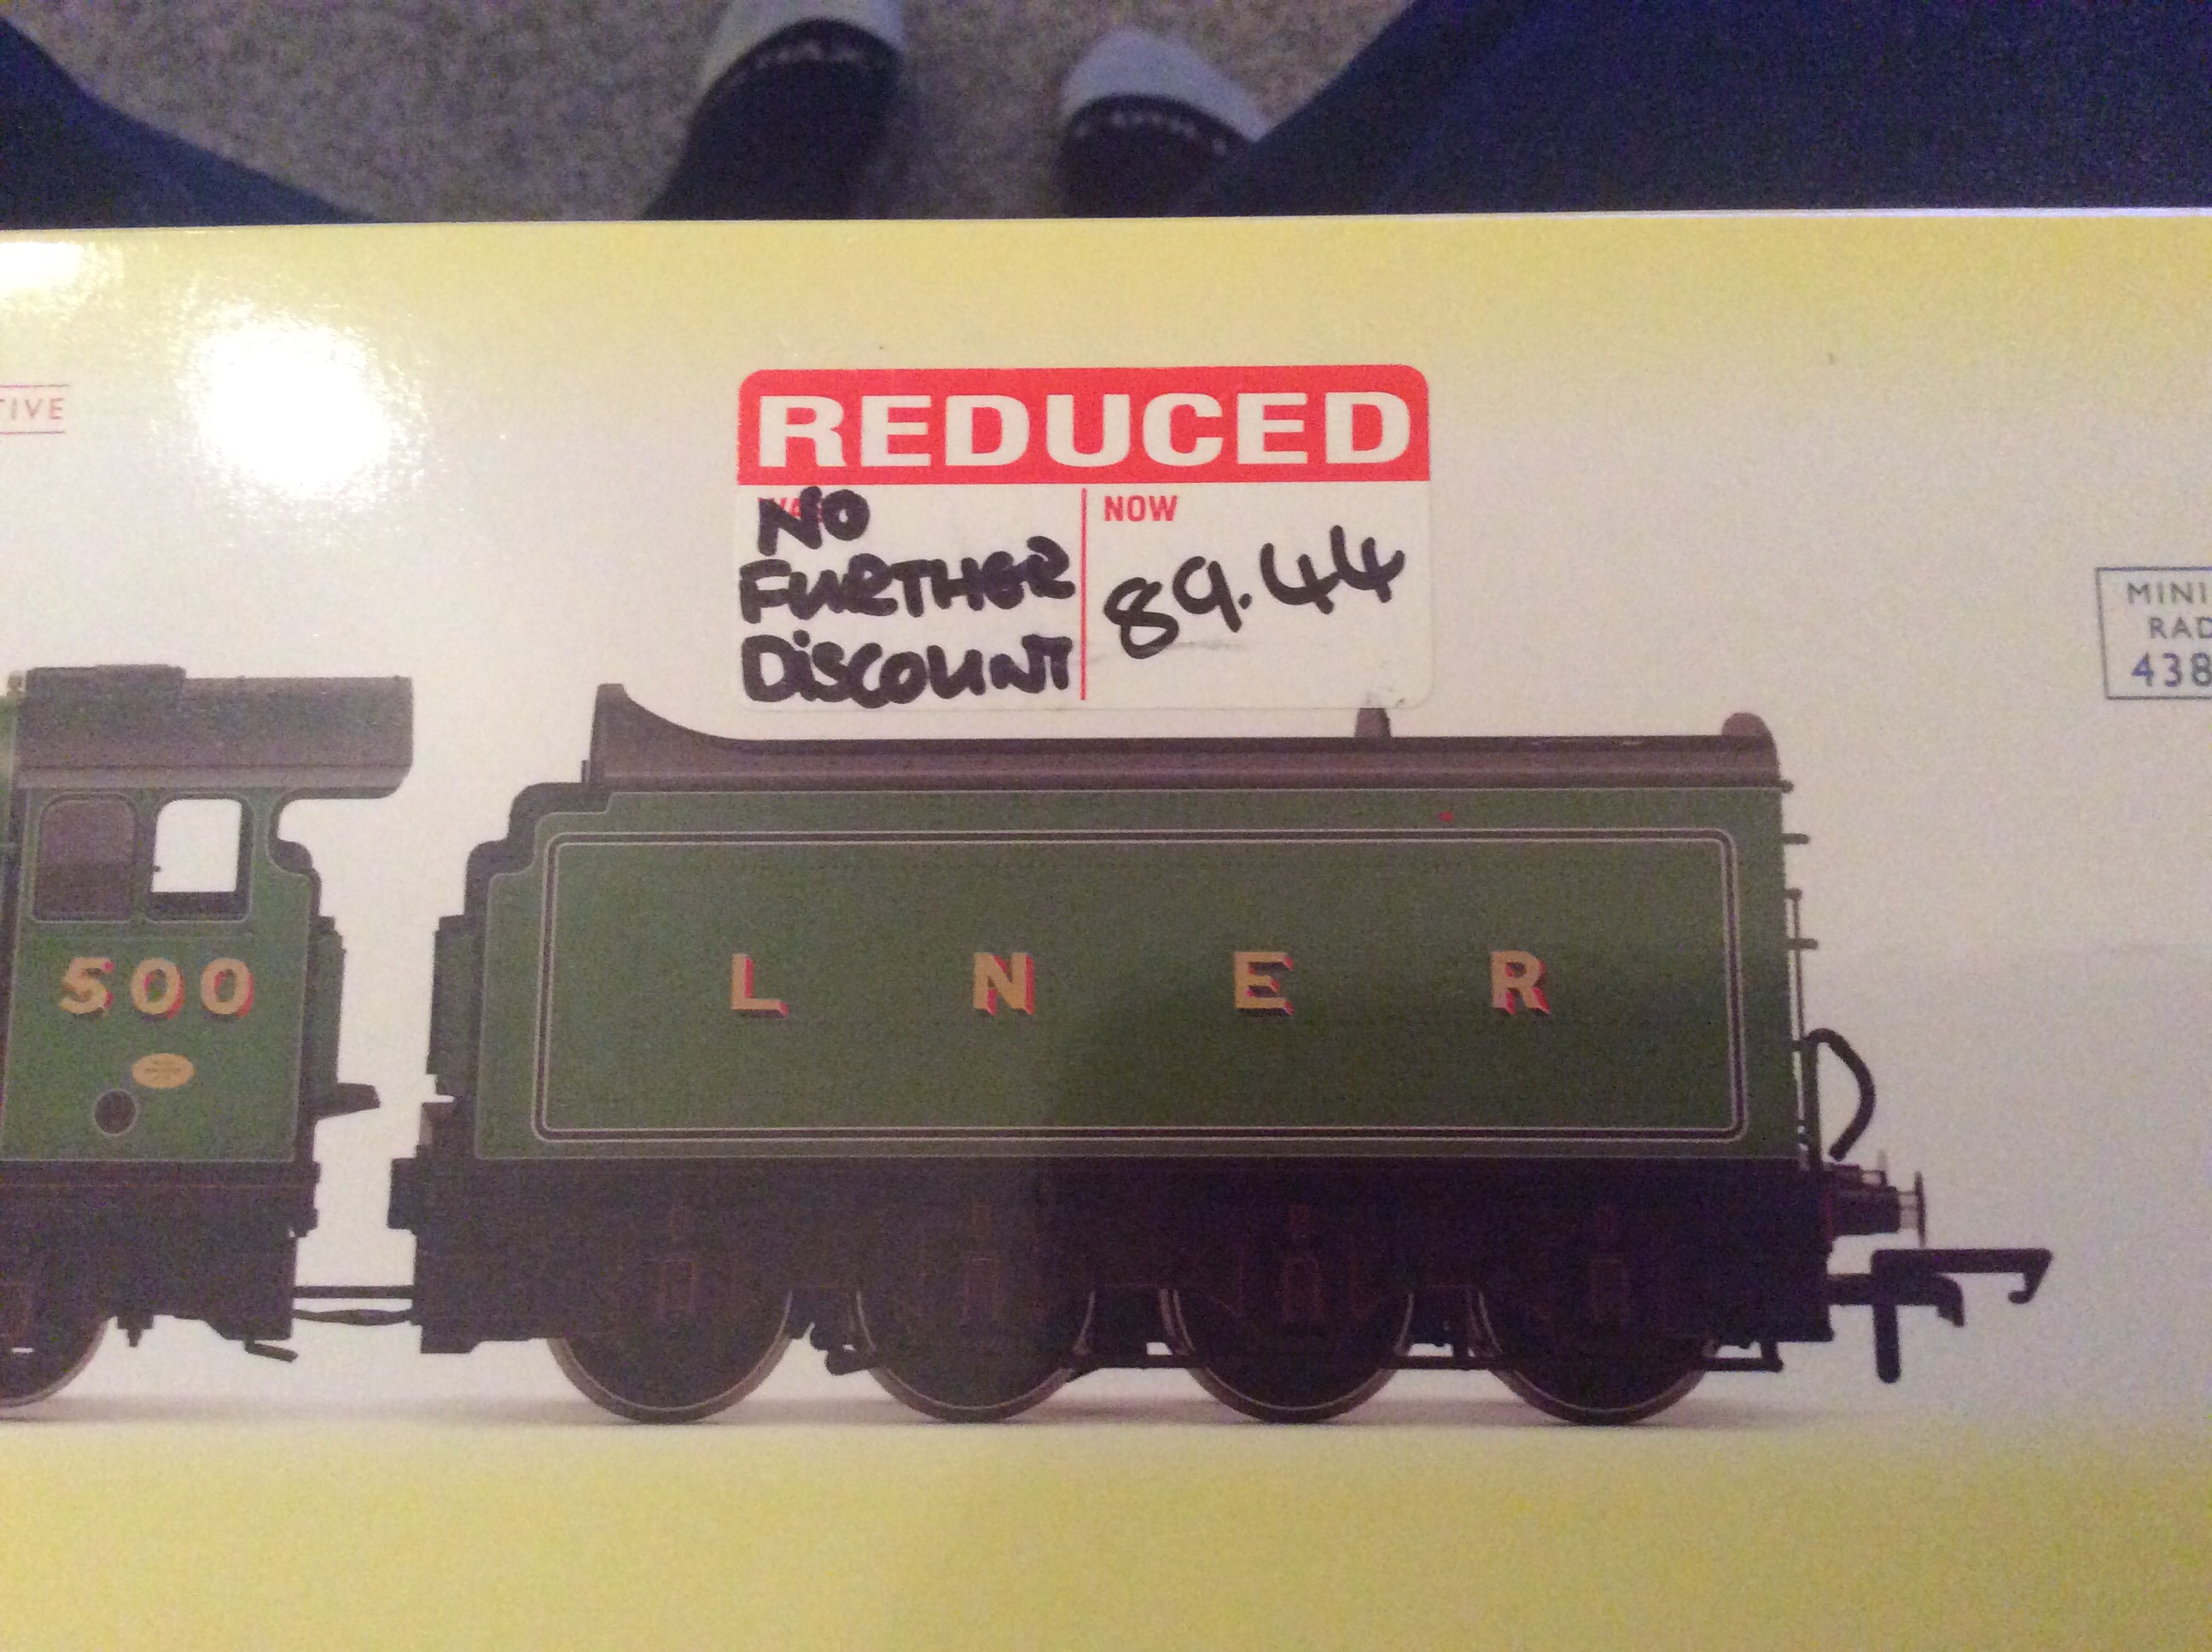 TIVE
REDUCED
NO
FURTHER
DISCOUNT
NOW
89.44
MINI
RAD
438
500
L N E R